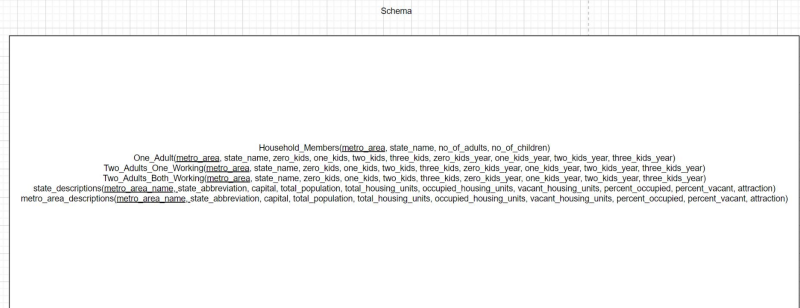 Schema
Household_Members(metro_area, state_name, no_of_adults, no_of_children)
One_Adult(metro_area, state_name, zero_kids, one_kids, two_kids, three_kids, zero_kids_year, one_kids_year, two_kids_year, three_kids_year)
Two_Adults_One_Working(metro_area, state_name, zero_kids, one_kids, two_kids, three_kids, zero_kids_year, one_kids_year, two_kids_year, three_kids_year)
Two_Adults_Both_Working(metro_area, state_name, zero_kids, one_kids, two_kids, three_kids, zero_kids_year, one_kids_year, two_kids_year, three_kids_year)
state_descriptions(metro_area_name, state_abbreviation, capital, total_population, total_housing_units, occupied_housing_units, vacant_housing_units, percent_occupied, percent_vacant, attraction)
metro_area_descriptions(metro_area_name, state_abbreviation, capital, total_population, total_housing_units, occupied_housing_units, vacant_housing_units, percent_occupied, percent_vacant, attraction)